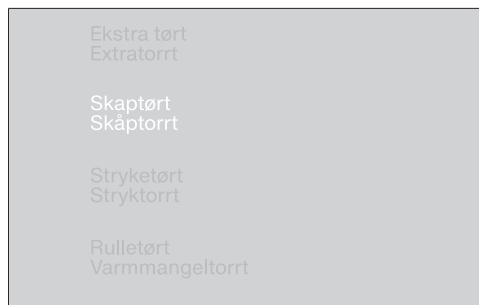 Ekstra tørt
Extratorrt
Skaptørt
Skåptorrt
Stryketørt
Stryktorrt
Rulletørt
Varmmangeltorrt